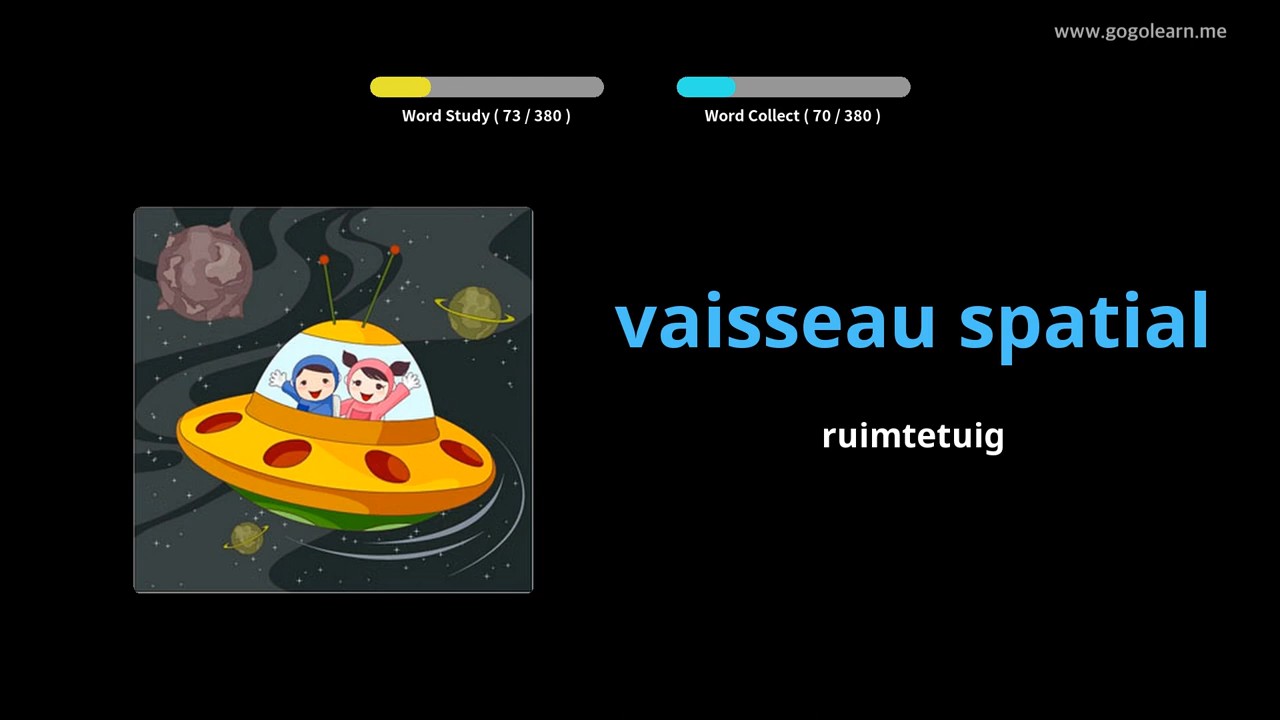 www.gogolearn.me
Word Study ( 73 / 380 )
Word Collect ( 70 / 380 )
vaisseau spatial
ruimtetuig